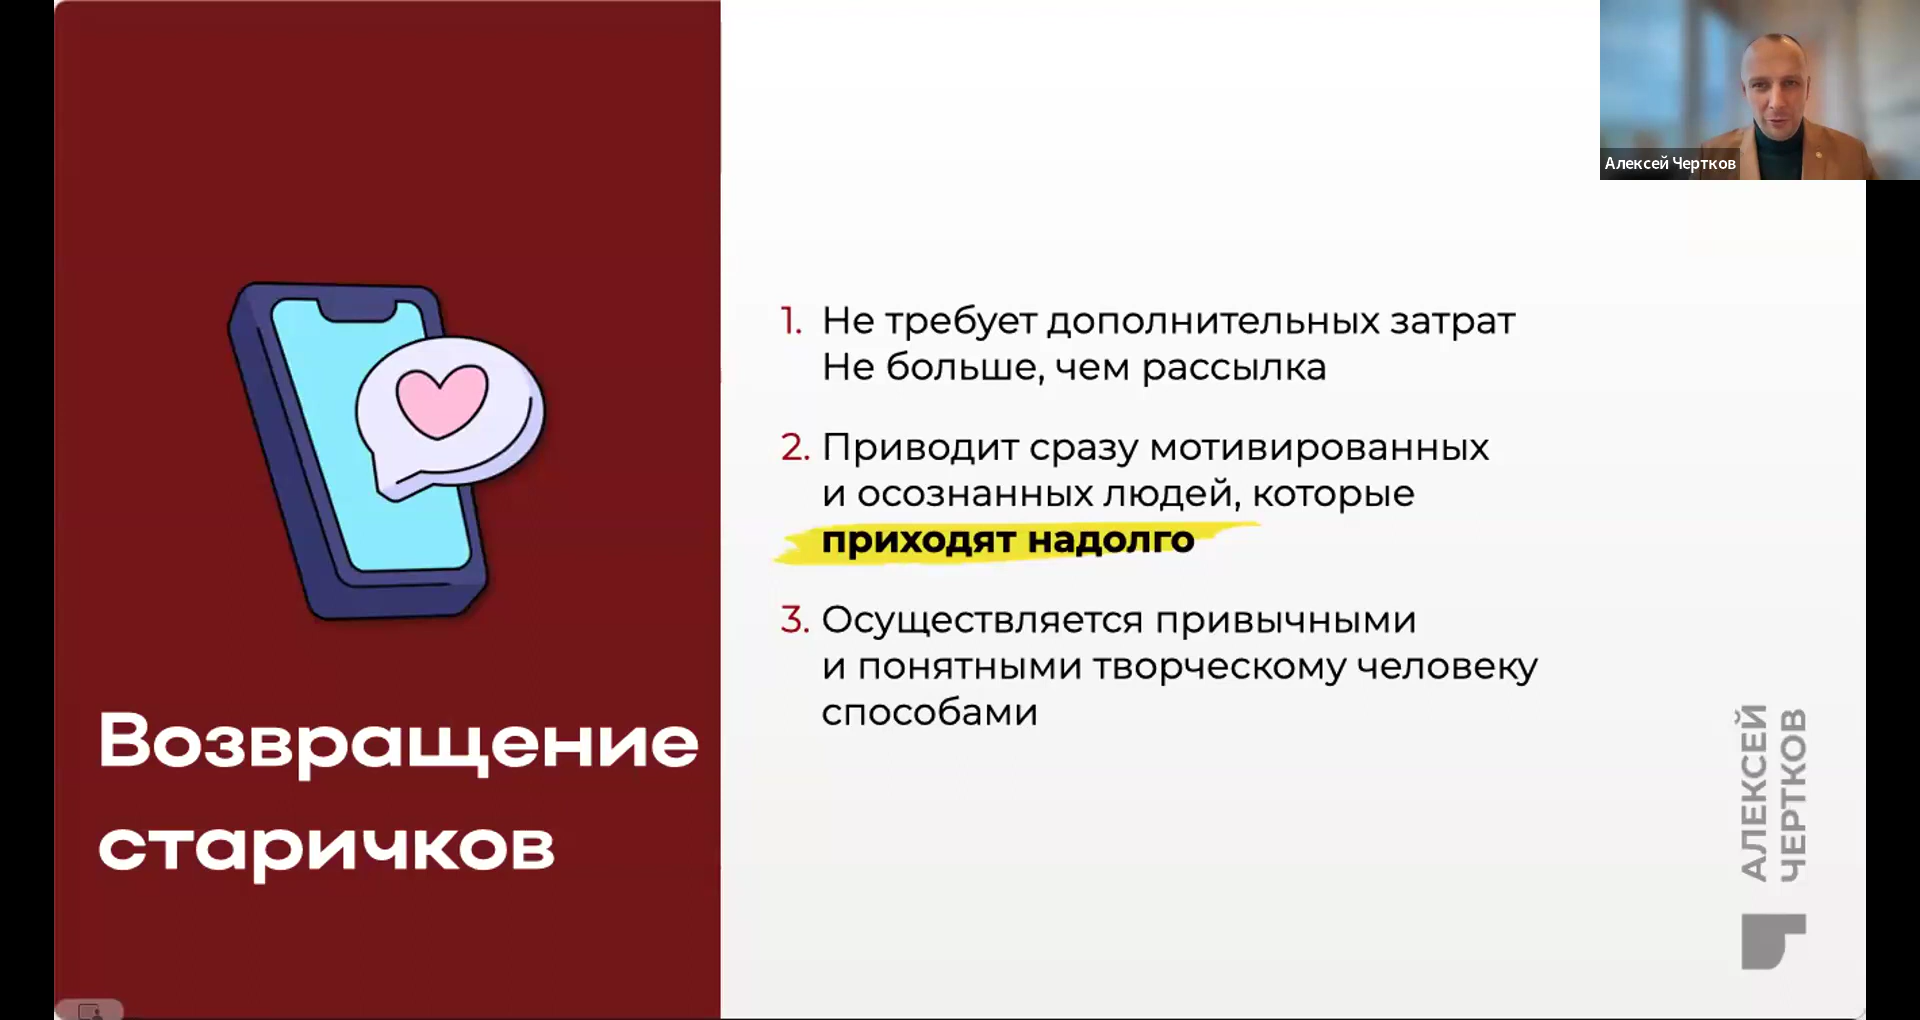 Алексей Чертков
1. Не требует дополнительных затрат
Не больше, чем рассылка
2. Приводит сразу мотивированных
и осознанных людей, которые
приходят надолго
3. Осуществляется привычными
и понятными творческому человеку
способами
Возвращение
старичков
АЛЕКСЕЙ
ЧЕРТКОВ